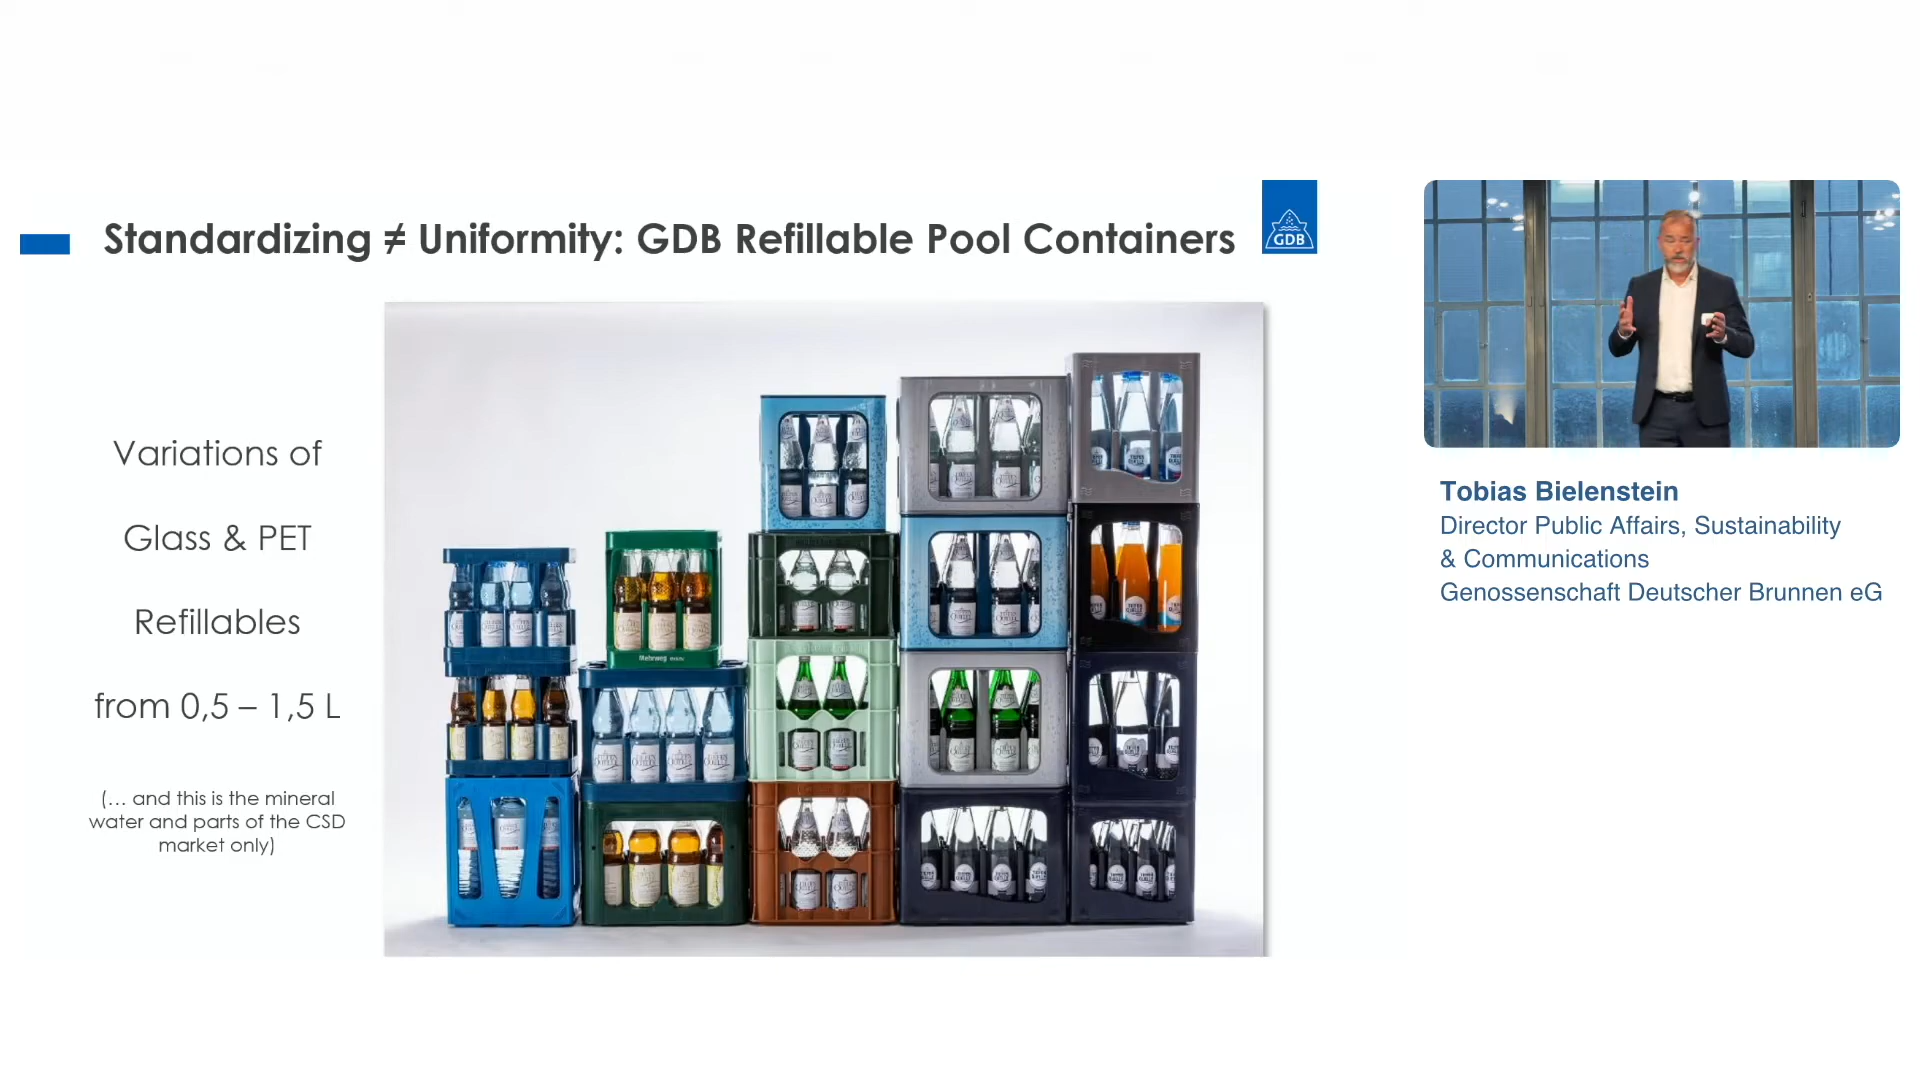 Standardizing ≠ Uniformity: GDB Refillable Pool Containers
GDB
Variations of
Glass & PET
Refillables
from 0,5 – 1,5 L
(... and this is the mineral
water and parts of the CSD
market only)
Mehrweg
Tobias Bielenstein
Director Public Affairs, Sustainability
& Communications
Genossenschaft Deutscher Brunnen eG